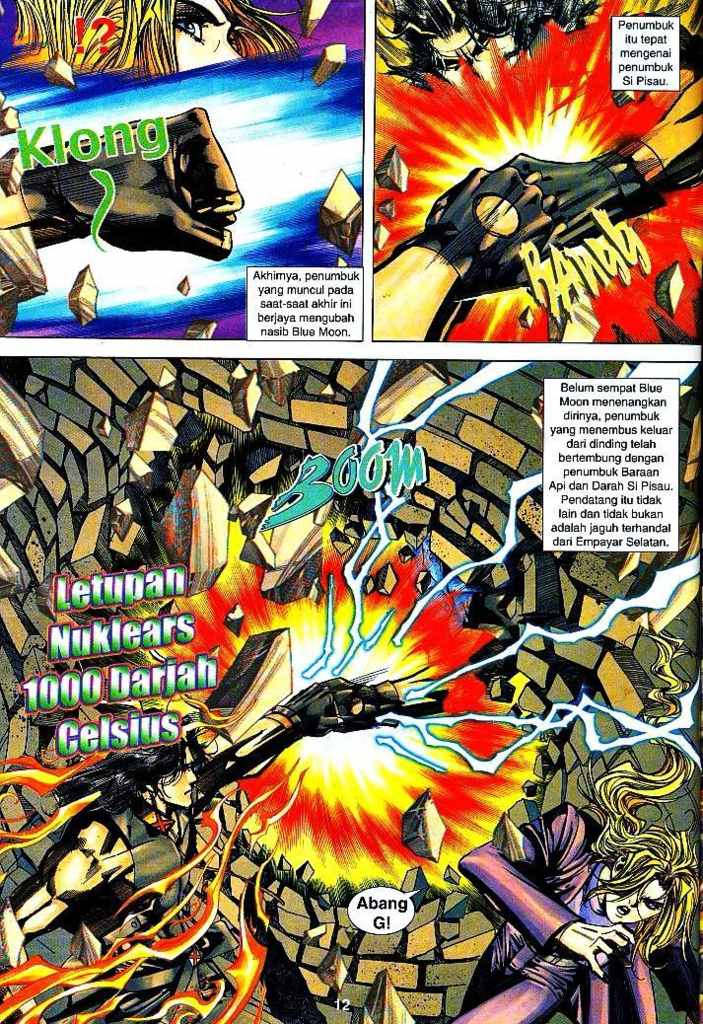 !?
Klong
Akhirnya, penumbuk
yang muncul pada
saat-saat akhir ini
berjaya mengubah
nasib Blue Moon.
Penumbuk
itu tepat
mengenai
penumbuk
Si Pisau.
BANGG
Belum sempat Blue
Moon menenangkan
dirinya, penumbuk
yang menembus keluar
dari dinding telah
bertembung dengan
penumbuk Baraan
Api dan Darah Si Pisau.
Pendatang itu tidak
lain dan tidak bukan
adalah jaguh terhandal
dari Empayar Selatan.
BOOM
Letupan
Nuklears
1000 Darjah
Celsius
Abang
G!
12